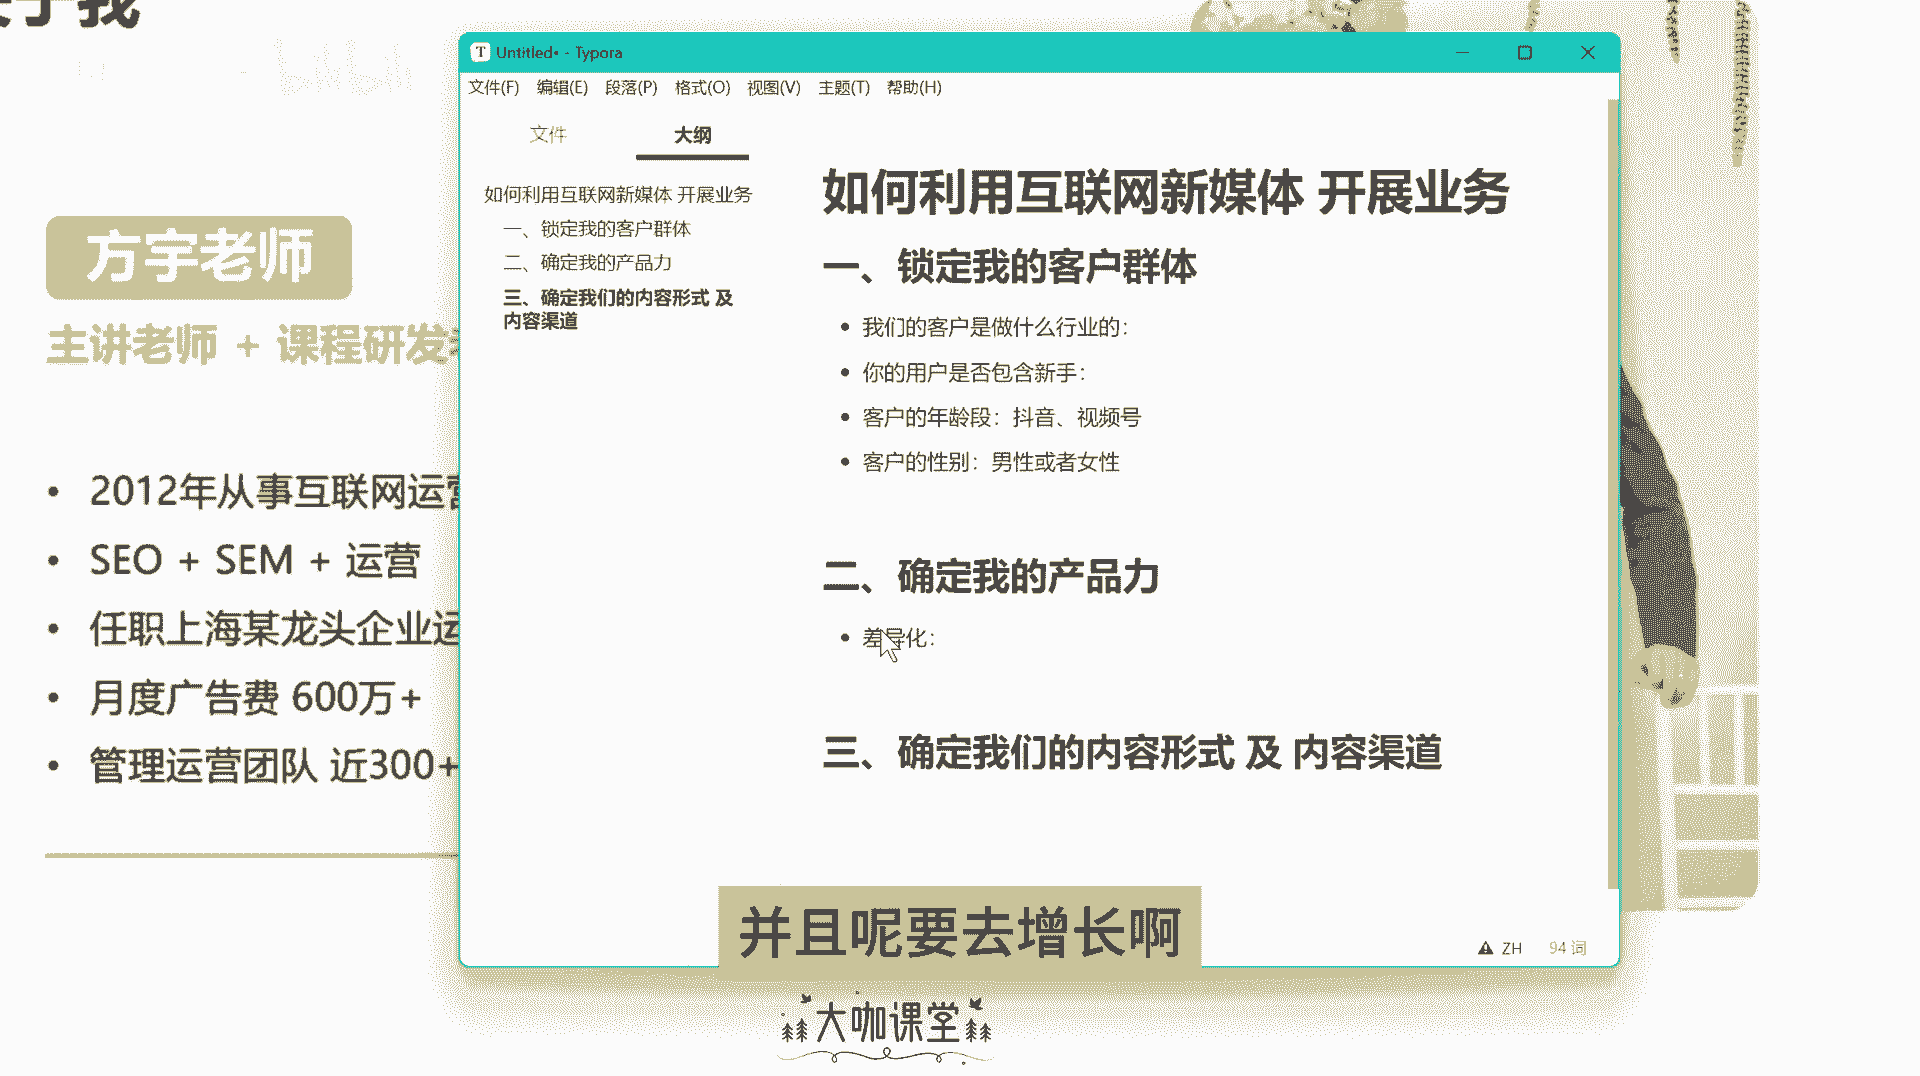 于我
bilibili
方宇老师
主讲老师 + 课程研发
• 2012年从事互联网运营
• SEO + SEM + 运营
• 任职上海某龙头企业运
• 月度广告费 600万+
• 管理运营团队 近300+
Untitled• - Typora
文件(F) 编辑(E) 段落(P) 格式(O) 视图(V) 主题(T) 帮助(H)
文件 大纲
如何利用互联网新媒体 开展业务
一、锁定我的客户群体
二、确定我的产品力
三、确定我们的内容形式 及
内容渠道
如何利用互联网新媒体 开展业务
一、锁定我的客户群体
• 我们的客户是做什么行业的：
• 你的用户是否包含新手：
• 客户的年龄段：抖音、视频号
• 客户的性别：男性或者女性
二、确定我的产品力
• 差异化：
三、确定我们的内容形式 及 内容渠道
ZH 94 词
并且呢要去增长啊
大咖课堂